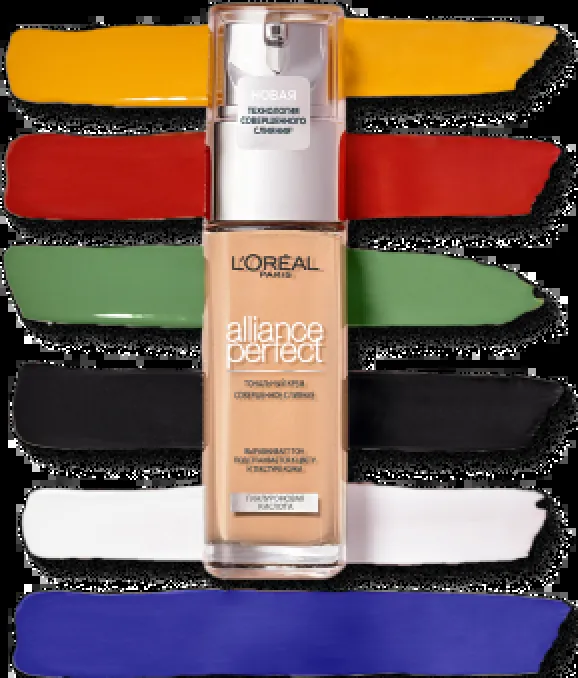 НОВАЯ
ТЕХНОЛОГИЯ
СОВЕРШЕННОГО
СЛИЯНИЯ
L'ORÉAL
PARIS
alliance
perfect
ТОНАЛЬНЫЙ КРЕМ
СОВЕРШЕННОЕ СЛИЯНИЕ
ВЫРАВНИВАЕТ ТОН
ПОДСТРАИВАЕТСЯ К ЦВЕТУ
И ТЕКСТУРЕ КОЖИ
ГИАЛУРОНОВАЯ
КИСЛОТА